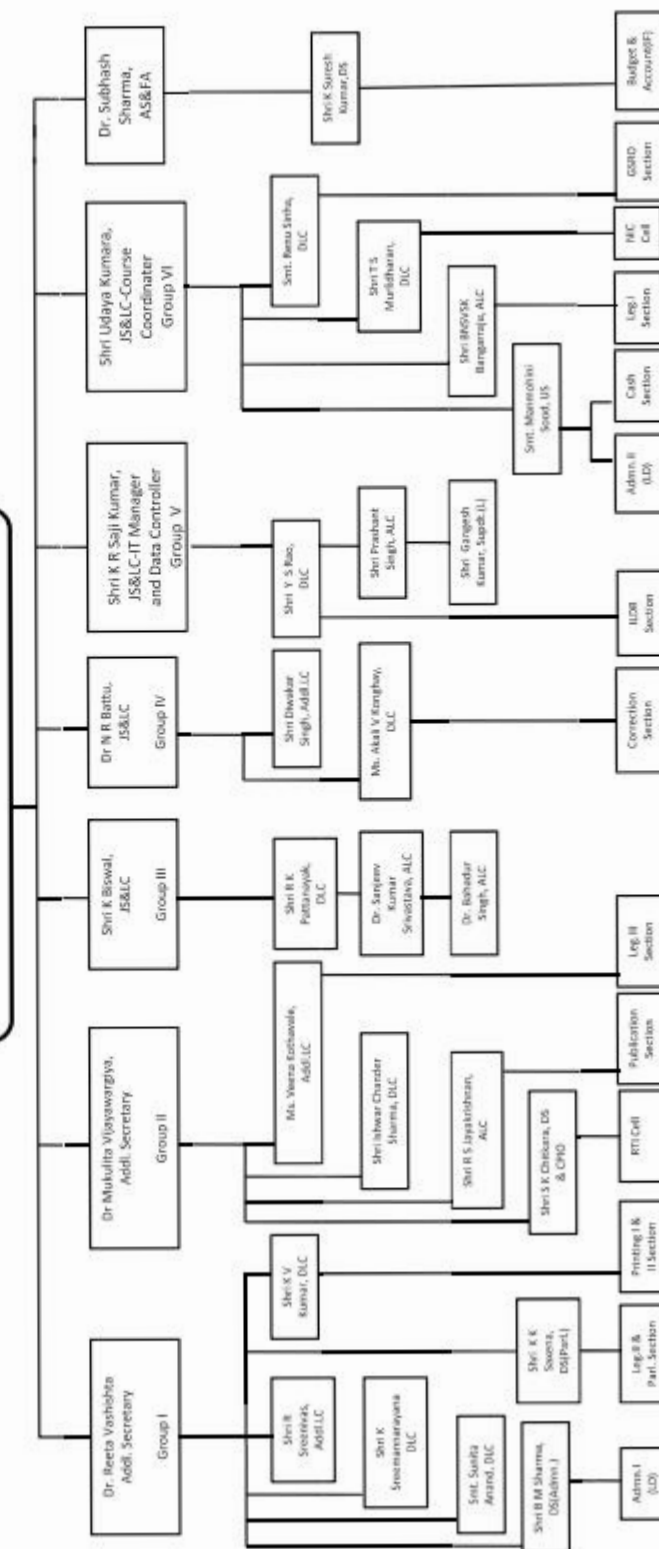 Dr. Reeta Vashishta
Addl. Secretary
Group I
Dr Mukulita Vijayawargiya,
Addl. Secretary
Group II
Shri K Biswal,
JS&LC
Group III
Dr N R Battu,
JS&LC
Group IV
Shri K R Saji Kumar,
JS&LC-IT Manager
and Data Controller
Group V
Shri Udaya Kumara,
JS&LC-Course
Coordinater
Group VI
Dr. Subhash
Sharma,
AS&FA
Shri R
Sreenivas,
Addl.LC
Shri K V
Kumar, DLC
Shri K
Sreemannarayana
DLC
Smt. Sunita
Anand, DLC
Shri K K
Saxena,
DS(Parl.)
Shri B M Sharma,
DS(Admn.)
Ms. Veena Kothavale,
Addl.LC
Shri Ishwar Chander
Sharma, DLC
Shri R S Jayakrishnan,
ALC
Shri S K Chitkara, DS
& CPIO
Shri R K
Pattanayak,
DLC
Dr. Sanjeev
Kumar
Srivastava, ALC
Dr. Bahadur
Singh, ALC
Shri Diwakar
Singh, Addl.LC
Ms. Akali V Konghay,
DLC
Shri Y S Rao,
DLC
Shri Prashant
Singh, ALC
Shri Gangesh
Kumar, Supdt.(L)
Smt. Renu Sinha,
DLC
Shri T S
Murlidharan,
DLC
Shri BNSVSK
Bangarraju, ALC
Smt. Manmohini
Sood, US
Shri K Suresh
Kumar,DS
Admn.I
(LD)
Leg.II &
Parl. Section
Printing I &
II Section
RTI Cell
Publication
Section
Leg. III
Section
Correction
Section
ILDR
Section
Admn.II
(LD)
Cash
Section
Leg.I
Section
NIC
Cell
GSRD
Section
Budget &
Account(IF)